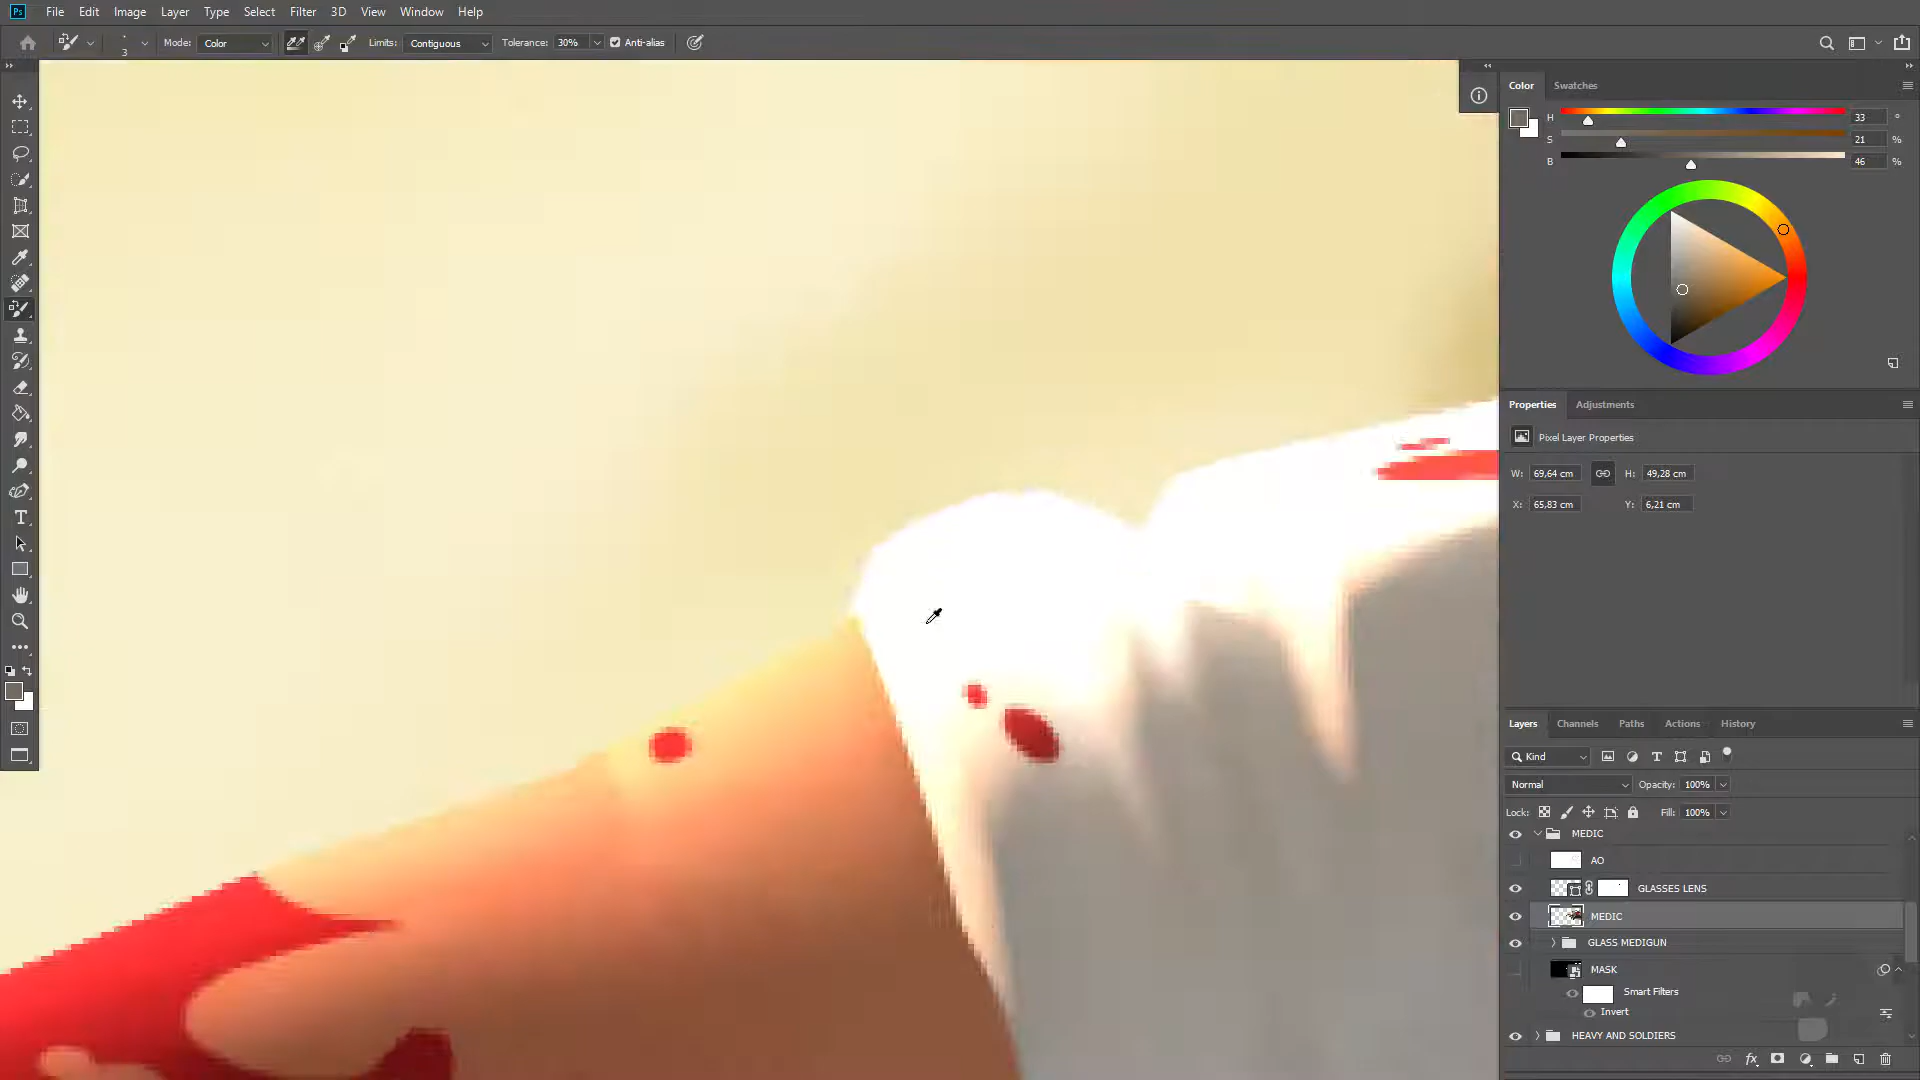 Ps File Edit Image Layer Type Select Filter 3D View Window Help
3 Mode: Color Limits: Contiguous Tolerance: 30% Anti-alias
Color Swatches
H 33 °
S 21 %
B 46 %
Properties Adjustments
Pixel Layer Properties
W: 69,64 cm H: 49,28 cm
X: 65,83 cm Y: 6,21 cm
Layers Channels Paths Actions History
Kind
Normal Opacity: 100%
Lock: Fill: 100%
MEDIC
AO
GLASSES LENS
MEDIC
GLASS MEDIGUN
MASK
Smart Filters
Invert
HEAVY AND SOLDIERS
fx